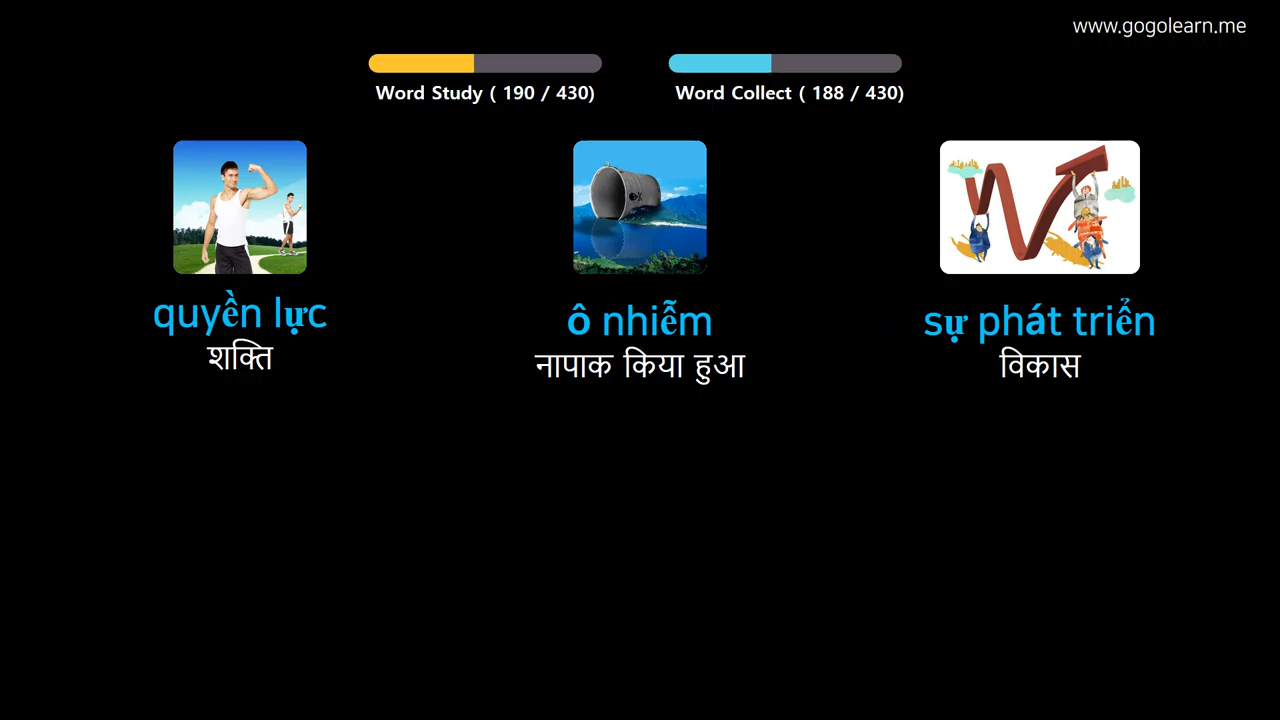 www.gogolearn.me
Word Study ( 190 / 430)
Word Collect ( 188 / 430)
quyền lực
शक्ति
ô nhiễm
नापाक किया हुआ
sự phát triển
विकास